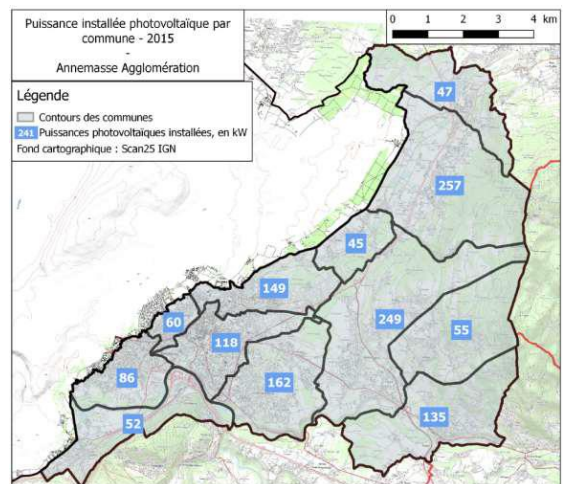 Puissance installée photovoltaïque par
commune - 2015
-
Annemasse Agglomération
0 1 2 3 4 km
Légende
Contours des communes
241 Puissances photovoltaïques installées, en kW
Fond cartographique : Scan25 IGN
47
257
45
149
60
249
118
55
86
162
135
52